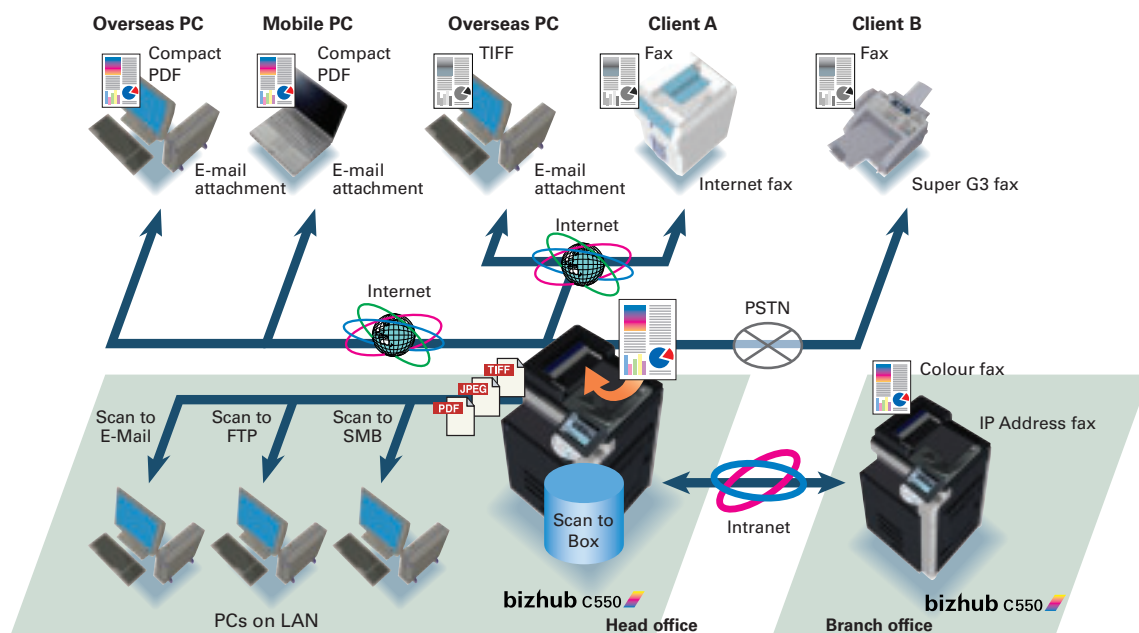 Overseas PC
Mobile PC
Overseas PC
Client A
Client B
Compact
PDF
Compact
PDF
TIFF
Fax
Fax
E-mail
attachment
E-mail
attachment
E-mail
attachment
Internet fax
Super G3 fax
Internet
Internet
PSTN
TIFF
JPEG
PDF
Colour fax
IP Address fax
Scan to
E-Mail
Scan to
FTP
Scan to
SMB
Scan to
Box
Intranet
PCs on LAN
bizhub C550
Head office
bizhub C550
Branch office